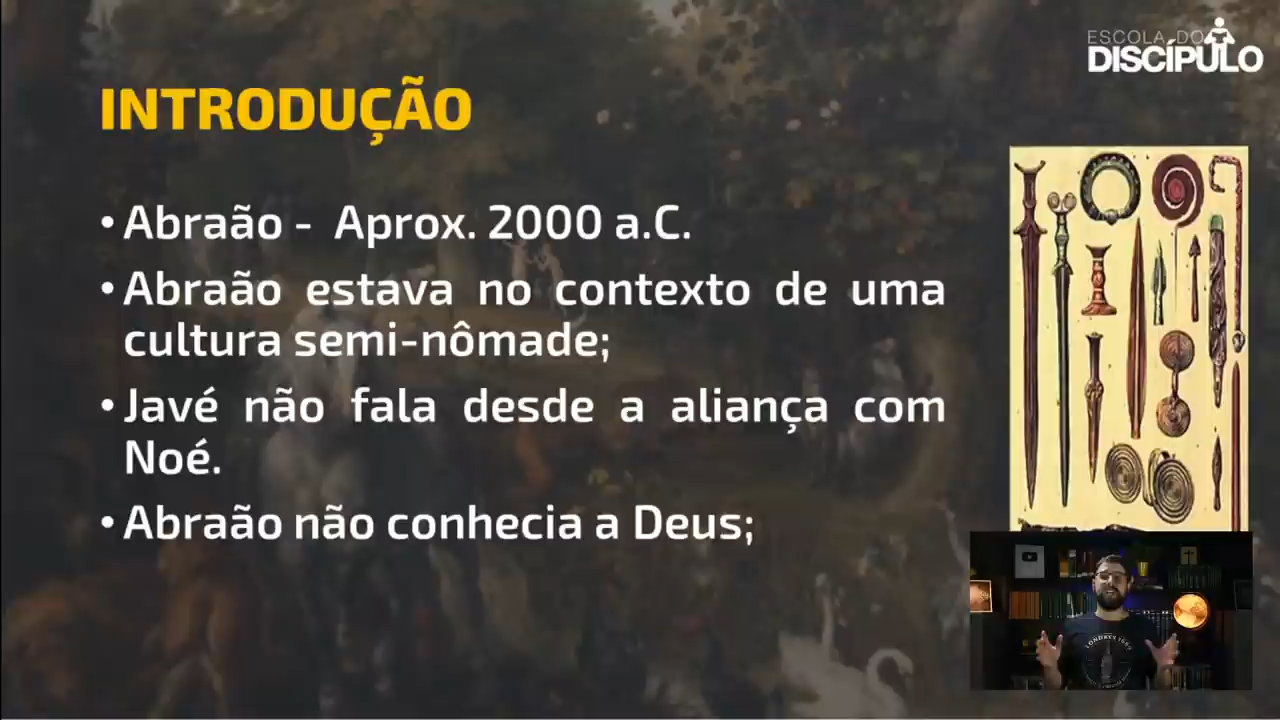 ESCOLA DO
DISCÍPULO
INTRODUÇÃO
• Abraão - Aprox. 2000 a.C.
• Abraão estava no contexto de uma
cultura semi-nômade;
• Javé não fala desde a aliança com
Noé.
• Abraão não conhecia a Deus;